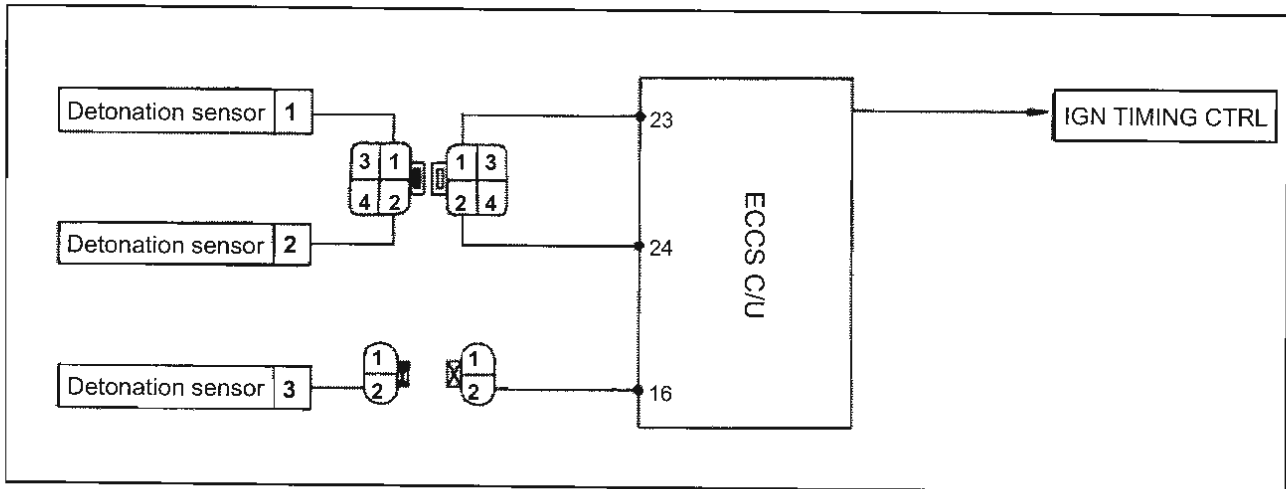 Detonation sensor 1
IGN TIMING CTRL
23
3 1
4 2
1 3
2 4
Detonation sensor 2
24
ECCS C/U
1
2
1
2
Detonation sensor 3
16